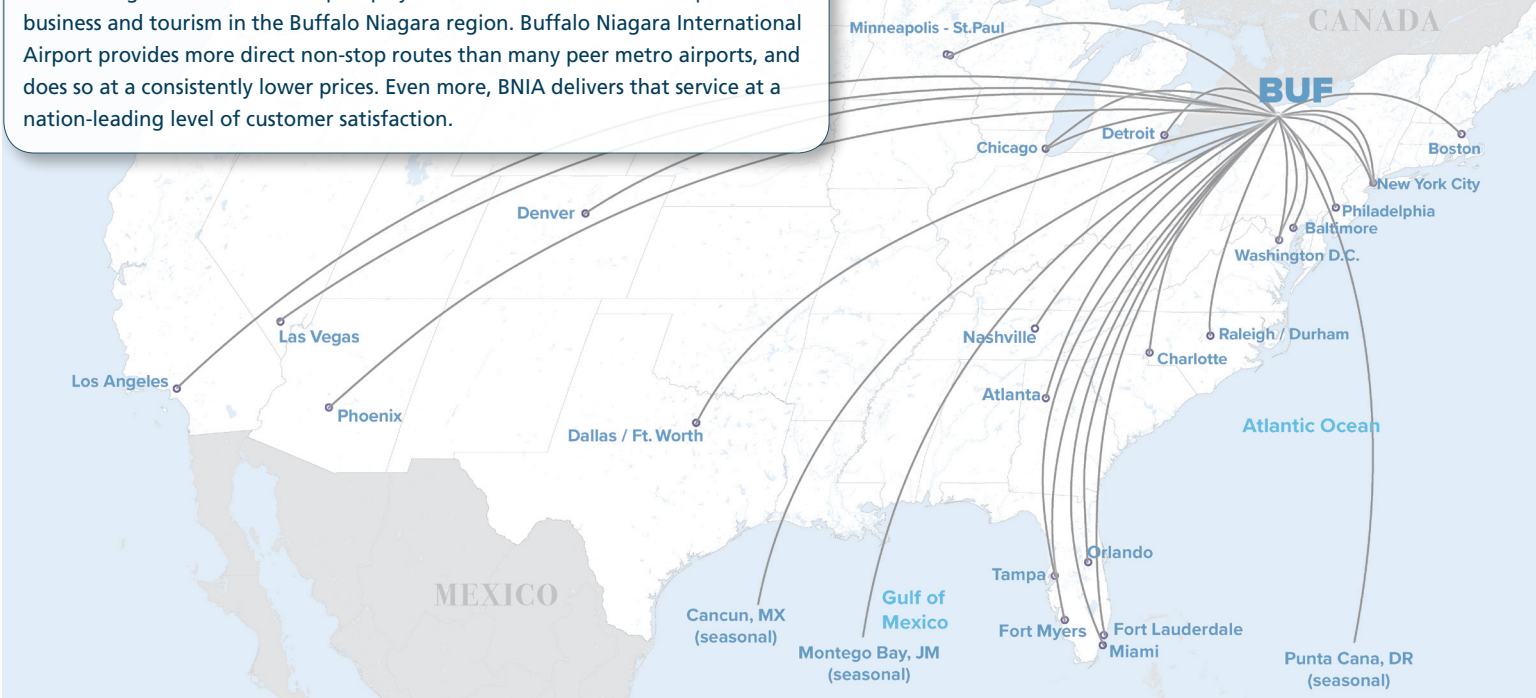 business and tourism in the Buffalo Niagara region. Buffalo Niagara International
Airport provides more direct non-stop routes than many peer metro airports, and
does so at a consistently lower prices. Even more, BNIA delivers that service at a
nation-leading level of customer satisfaction.
CANADA
Minneapolis - St.Paul
BUF
Detroit
Chicago
Boston
New York City
Denver
Philadelphia
Baltimore
Washington D.C.
Las Vegas
Nashville
Raleigh / Durham
Charlotte
Los Angeles
Atlanta
Phoenix
Dallas / Ft. Worth
Atlantic Ocean
Orlando
Tampa
MEXICO
Gulf of
Mexico
Cancun, MX
(seasonal)
Fort Myers
Fort Lauderdale
Miami
Montego Bay, JM
(seasonal)
Punta Cana, DR
(seasonal)